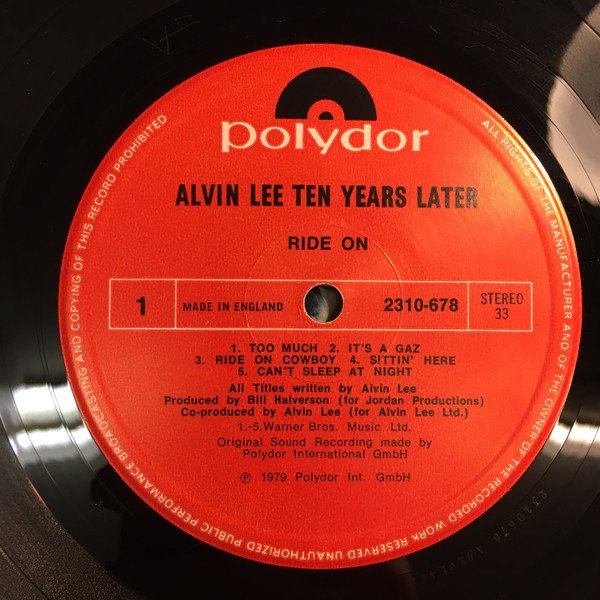 polydor
ALVIN LEE TEN YEARS LATER
RIDE ON
1
MADE IN ENGLAND
2310-678
STEREO
33
1. TOO MUCH 2. IT'S A GAZ
3. RIDE ON COWBOY 4. SITTIN' HERE
5. CAN'T SLEEP AT NIGHT
All Titles written by Alvin Lee
Produced by Bill Halverson (for Jordan Productions)
Co-produced by Alvin Lee (for Alvin Lee Ltd.)
1.-5.Warner Bros. Music Ltd.
Original Sound Recording made by
Polydor International GmbH
℗ 1979 Polydor Int. GmbH
ALL RIGHTS OF THE MANUFACTURER AND OF THE OWNER OF THE RECORDED WORK RESERVED UNAUTHORIZED PUBLIC PERFORMANCE BROADCASTING AND COPYING OF THIS RECORD PROHIBITED